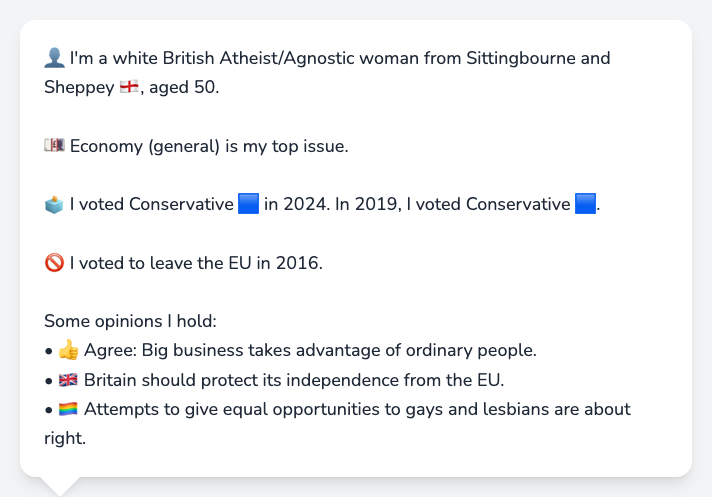 👤 I'm a white British Atheist/Agnostic woman from Sittingbourne and
Sheppey 🏴󠁧󠁢󠁥󠁮󠁧󠁿, aged 50.
💷 Economy (general) is my top issue.
🗳️ I voted Conservative 🟦 in 2024. In 2019, I voted Conservative 🟦.
🚫 I voted to leave the EU in 2016.
Some opinions I hold:
• 👍 Agree: Big business takes advantage of ordinary people.
• 🇬🇧 Britain should protect its independence from the EU.
• 🏳️‍🌈 Attempts to give equal opportunities to gays and lesbians are about
right.